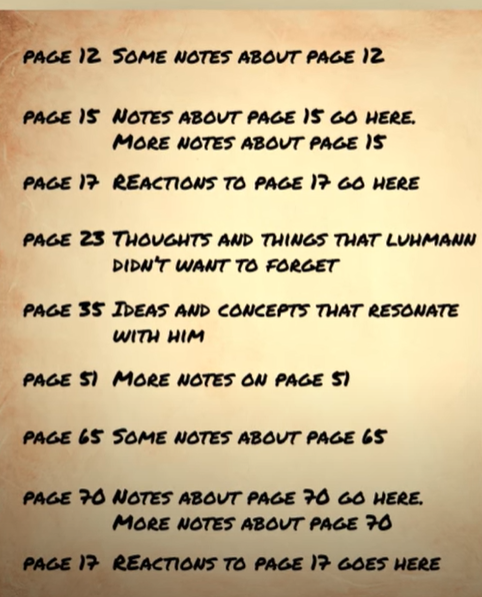 PAGE 12 SOME NOTES ABOUT PAGE 12
PAGE 15 NOTES ABOUT PAGE 15 GO HERE.
MORE NOTES ABOUT PAGE 15
PAGE 17 REACTIONS TO PAGE 17 GO HERE
PAGE 23 THOUGHTS AND THINGS THAT LUHMANN
DIDN'T WANT TO FORGET
PAGE 35 IDEAS AND CONCEPTS THAT RESONATE
WITH HIM
PAGE 51 MORE NOTES ON PAGE 51
PAGE 65 SOME NOTES ABOUT PAGE 65
PAGE 70 NOTES ABOUT PAGE 70 GO HERE.
MORE NOTES ABOUT PAGE 70
PAGE 17 REACTIONS TO PAGE 17 GOES HERE